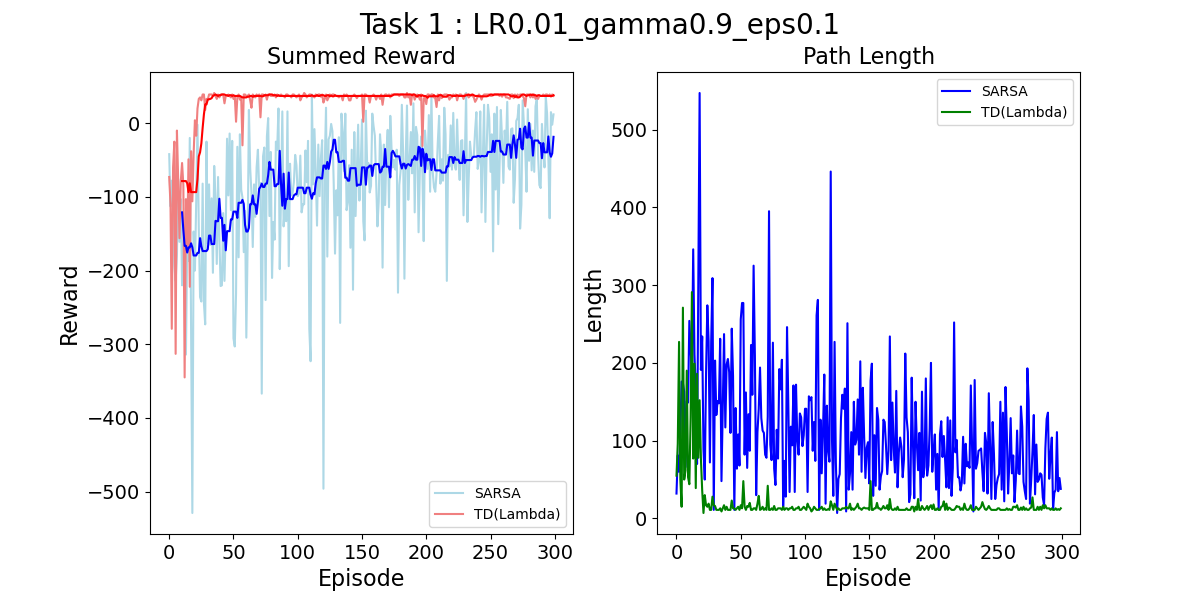 Task 1 : LR0.01_gamma0.9_eps0.1
Summed Reward
Reward
0
−100
−200
−300
−400
−500
0 50 100 150 200 250 300
Episode
SARSA
TD(Lambda)
Path Length
Length
500
400
300
200
100
0
0 50 100 150 200 250 300
Episode
SARSA
TD(Lambda)